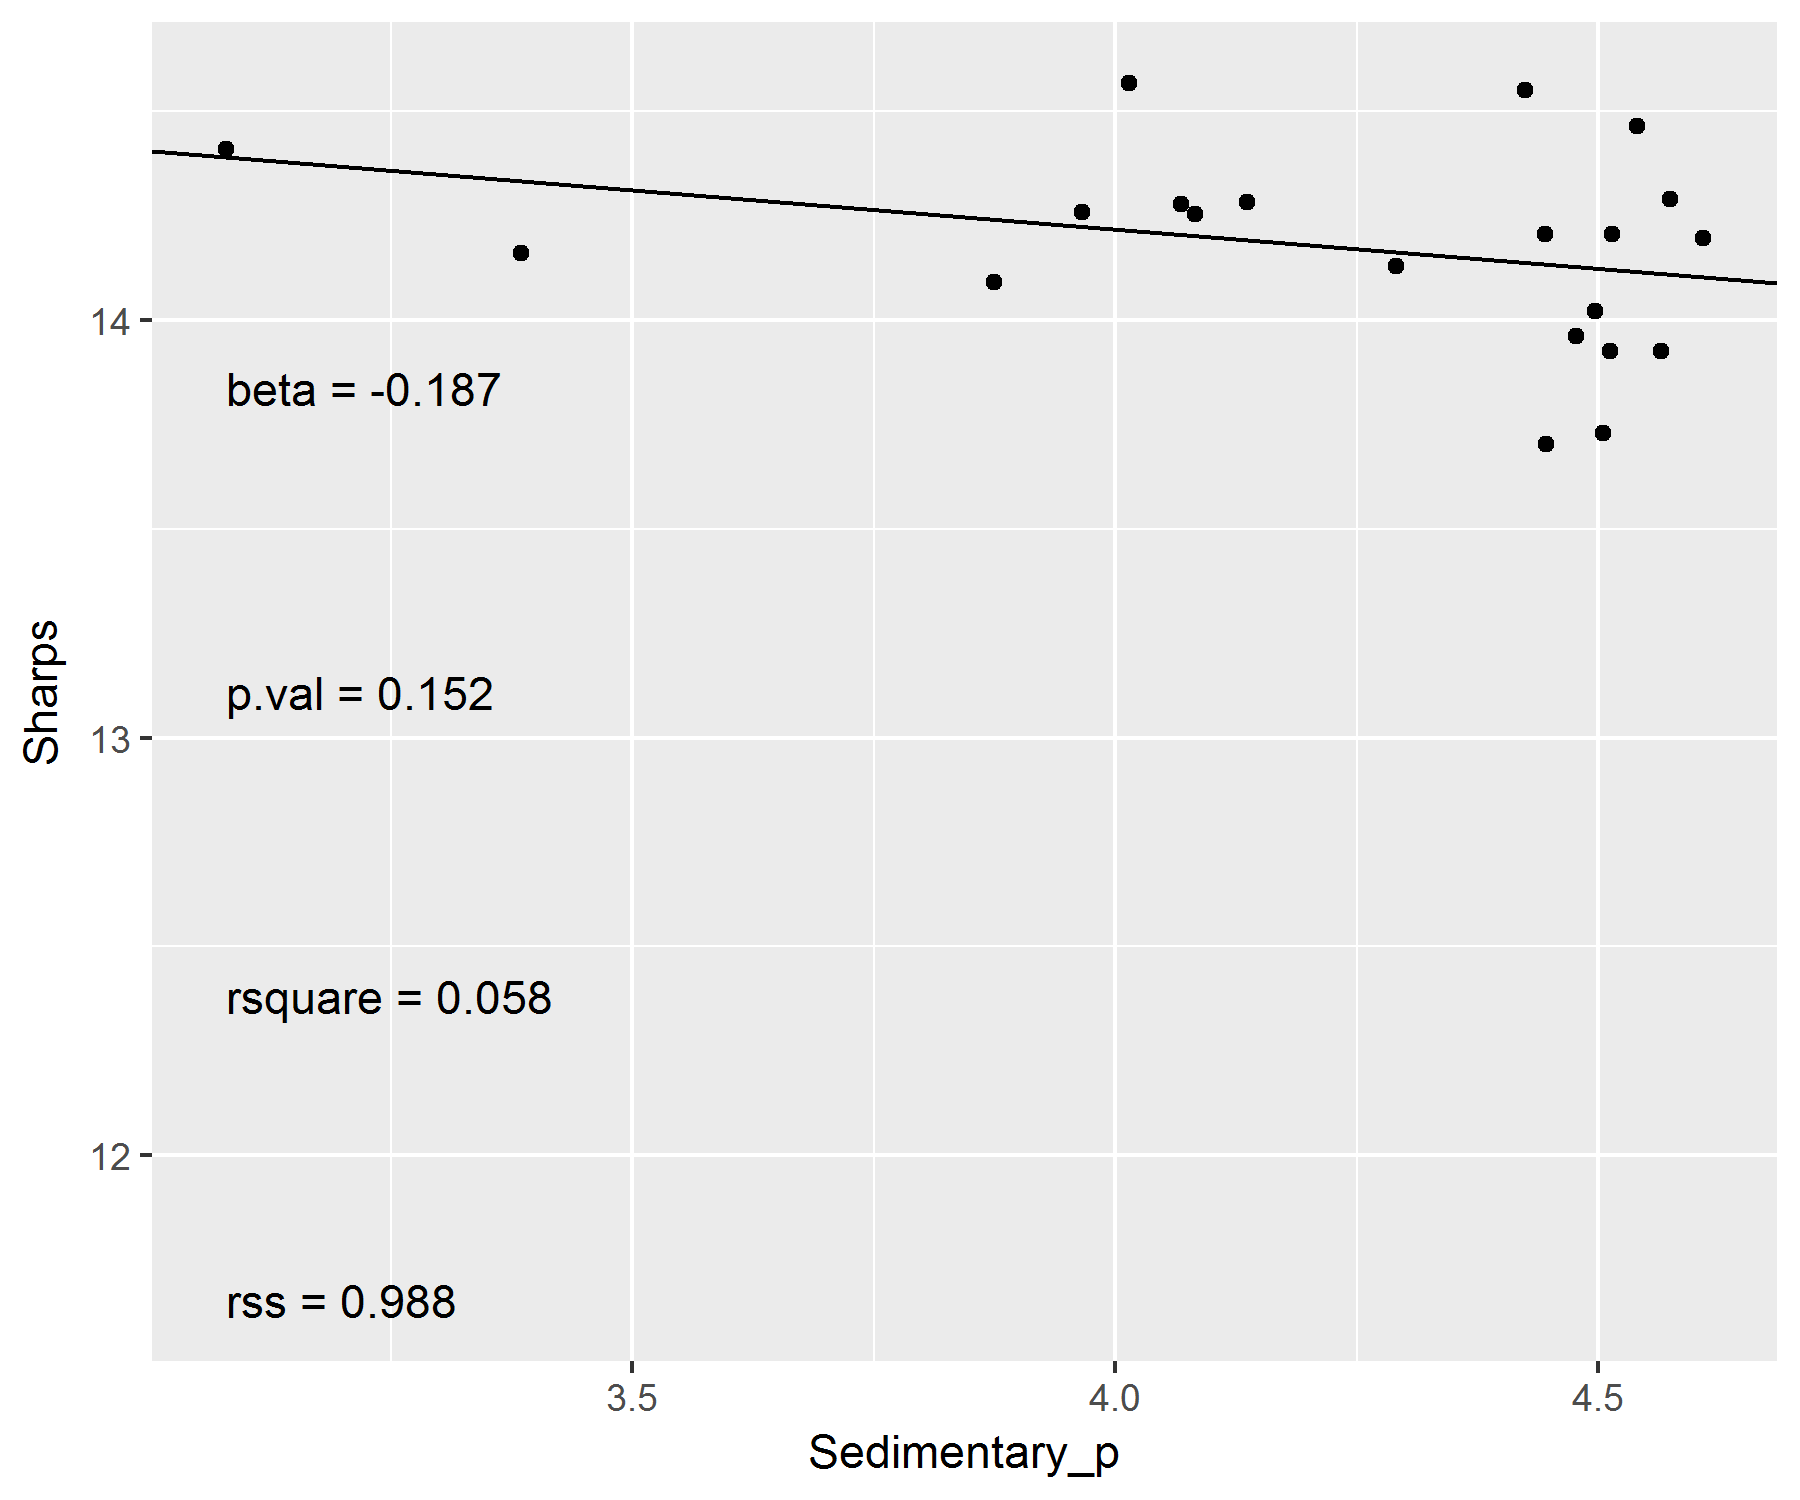 14
beta = -0.187
p.val = 0.152
13
Sharps
rsquare = 0.058
12
rss = 0.988
3.5 4.0 4.5
Sedimentary_p